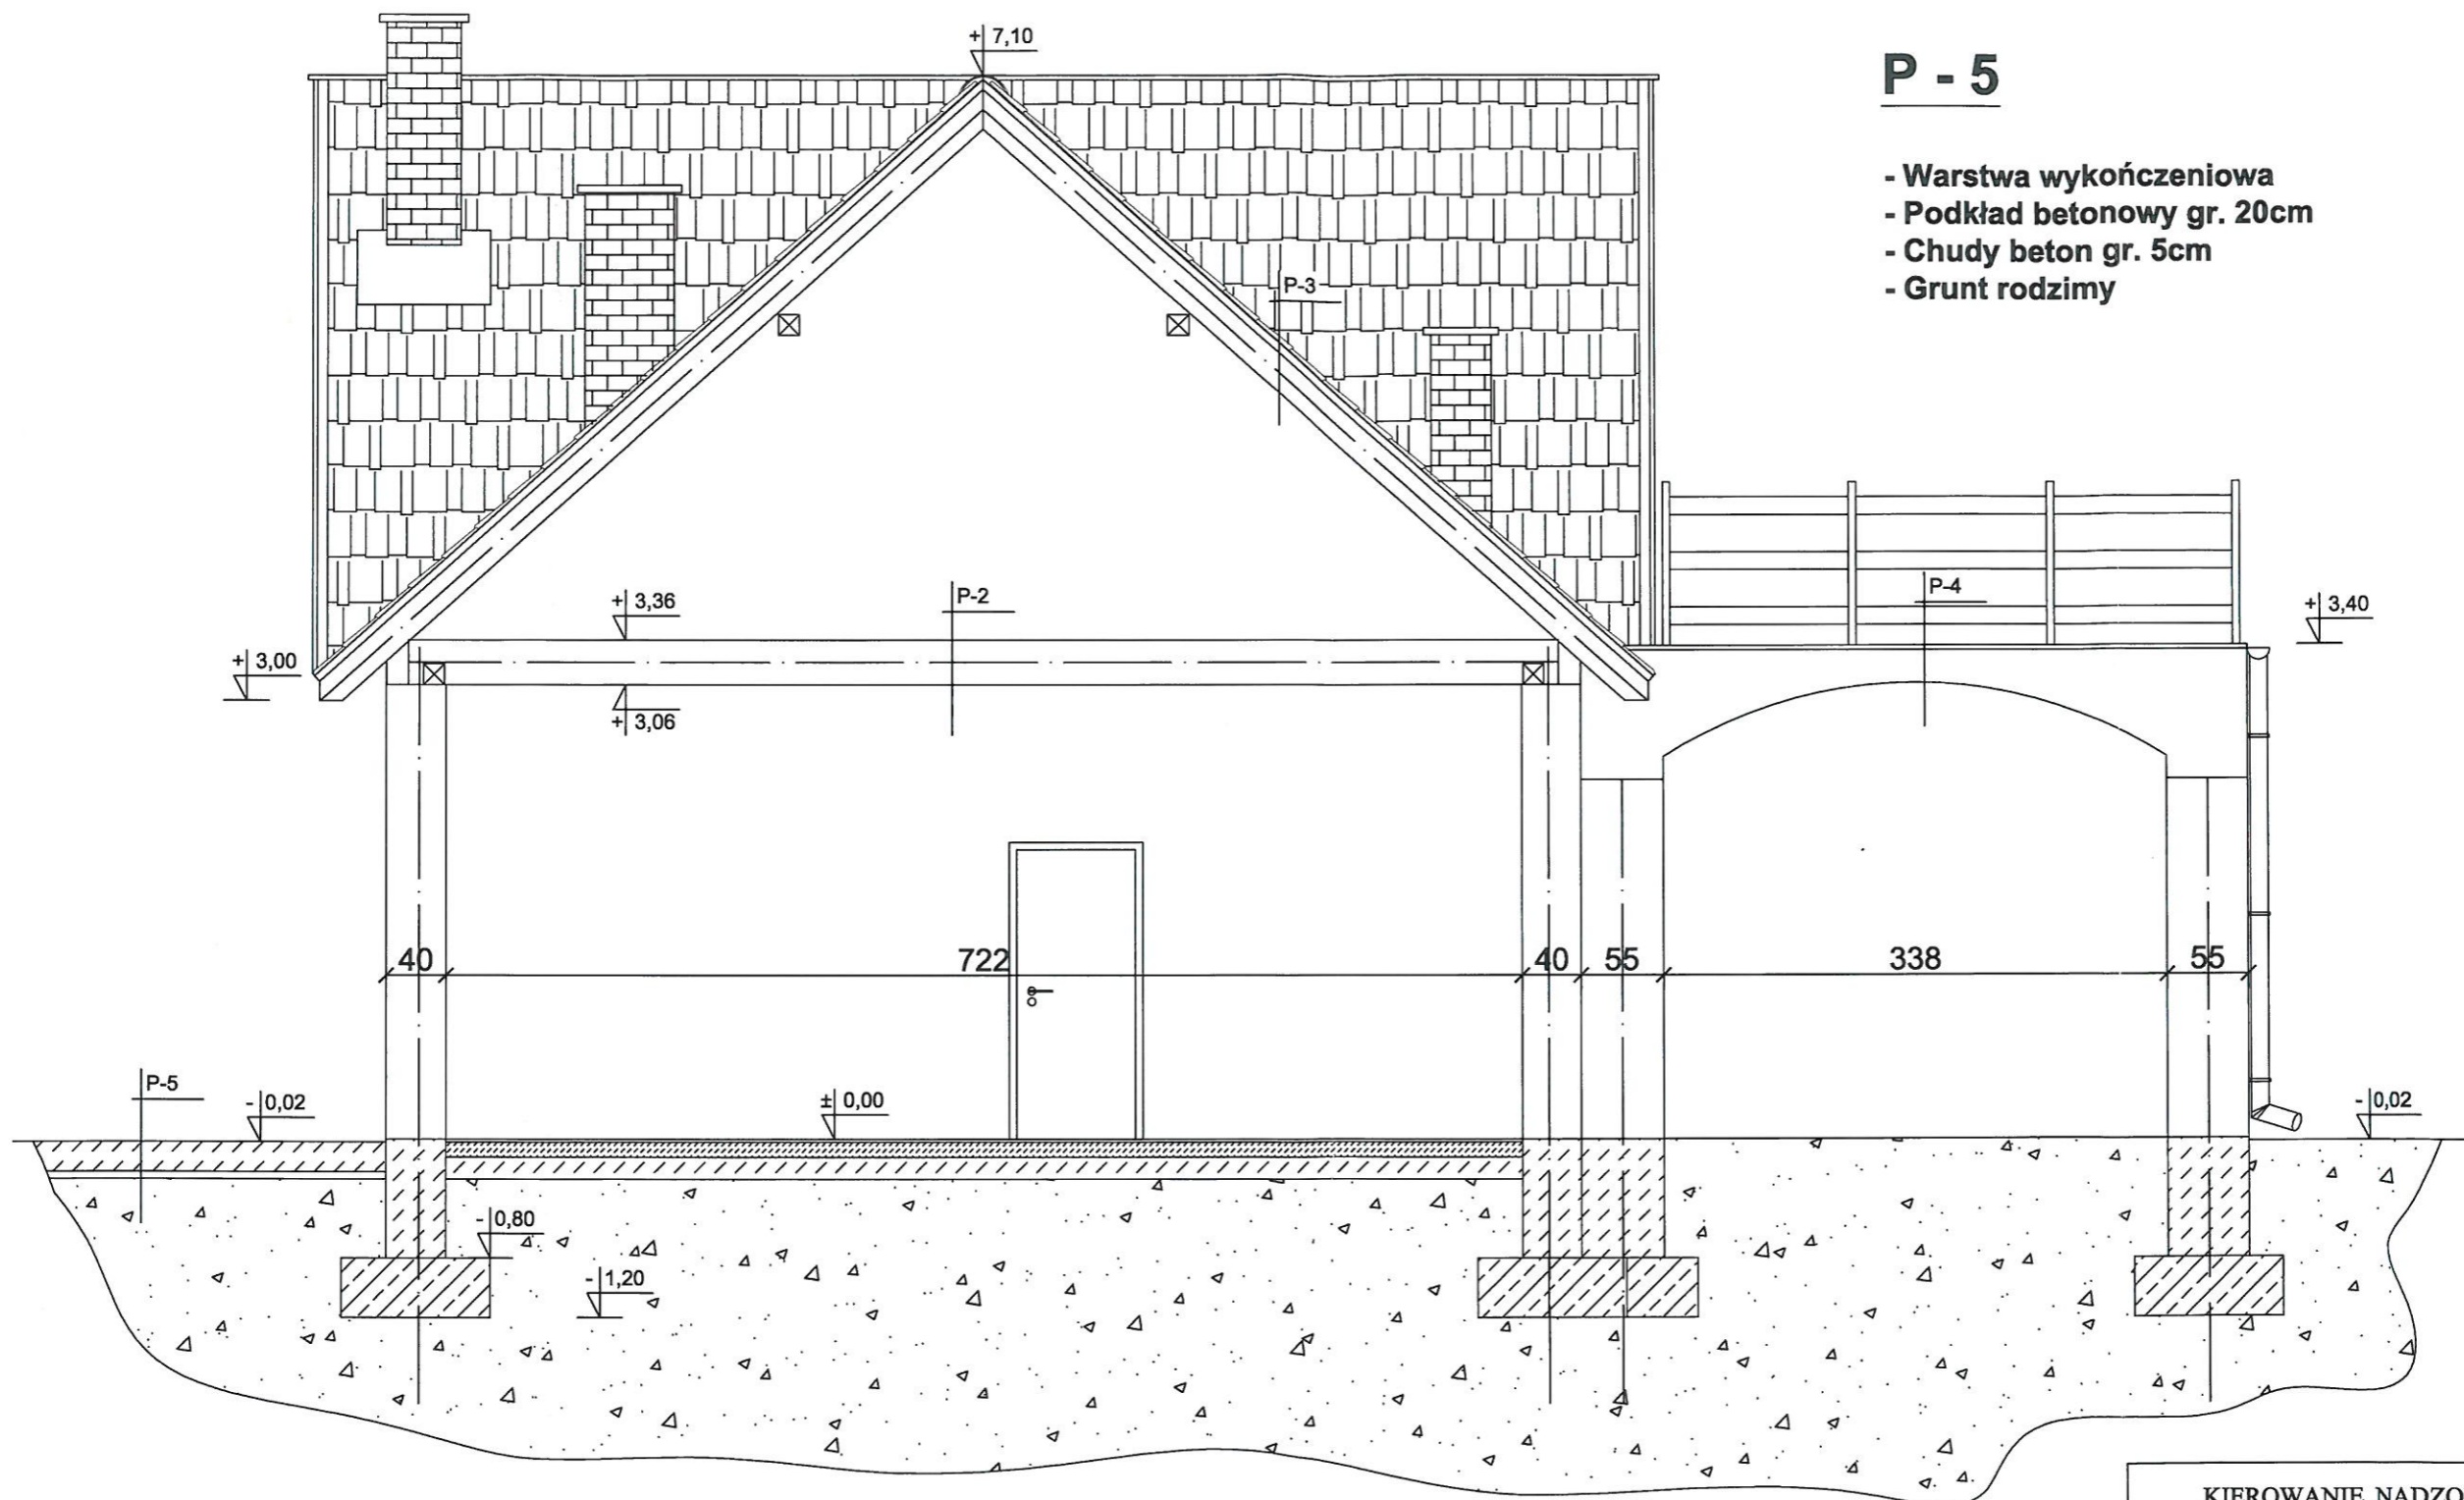 + 7,10
P - 5
- Warstwa wykończeniowa
- Podkład betonowy gr. 20cm
- Chudy beton gr. 5cm
- Grunt rodzimy
P-3
+ 3,36
P-2
P-4
+ 3,40
+ 3,00
+ 3,06
40
722
40
55
338
55
P-5
- 0,02
± 0,00
- 0,02
- 0,80
- 1,20
KIEROWANIE NADZO